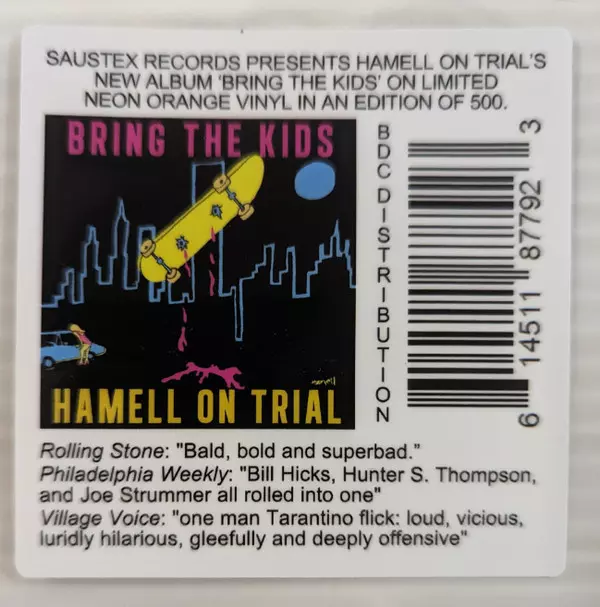 SAUSTEX RECORDS PRESENTS HAMELL ON TRIAL'S
NEW ALBUM 'BRING THE KIDS' ON LIMITED
NEON ORANGE VINYL IN AN EDITION OF 500.
BRING THE KIDS
HAMELL ON TRIAL
BDC DISTRIBUTION
6 14511 87792 3
Rolling Stone: "Bald, bold and superbad."
Philadelphia Weekly: "Bill Hicks, Hunter S. Thompson,
and Joe Strummer all rolled into one"
Village Voice: "one man Tarantino flick: loud, vicious,
luridly hilarious, gleefully and deeply offensive"